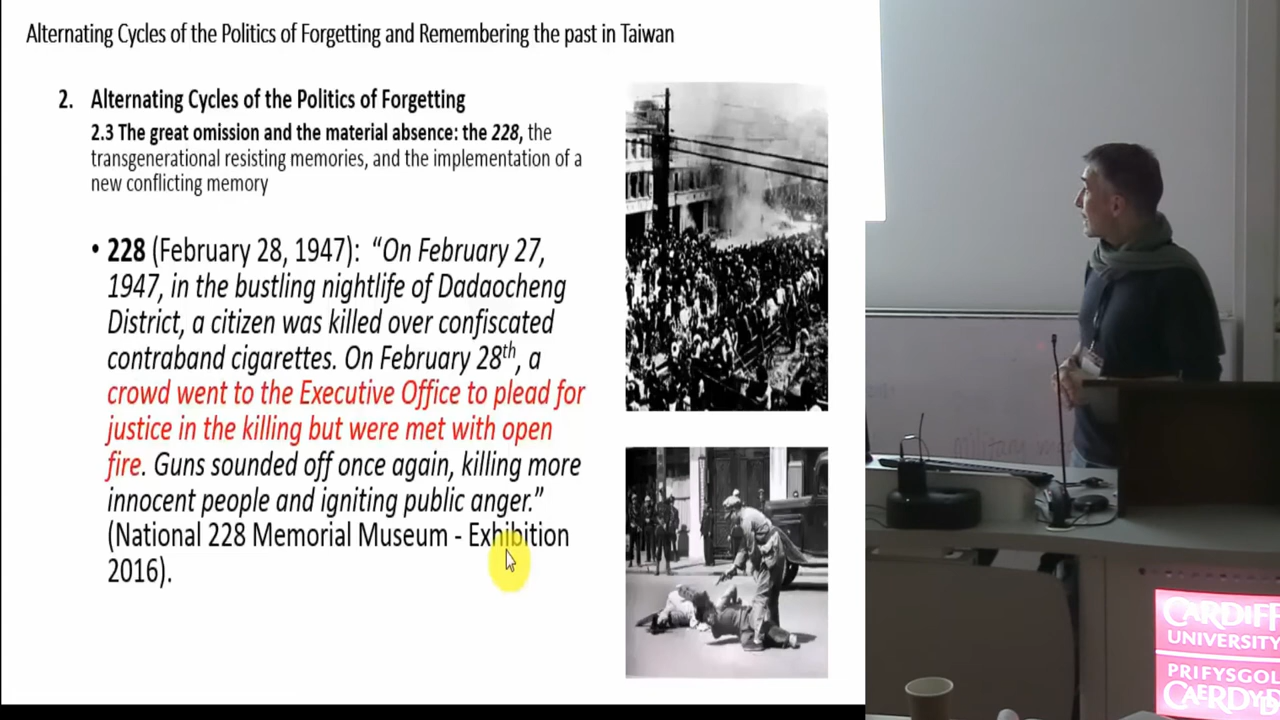 Alternating Cycles of the Politics of Forgetting and Remembering the past in Taiwan
2. Alternating Cycles of the Politics of Forgetting
2.3 The great omission and the material absence: the 228, the
transgenerational resisting memories, and the implementation of a
new conflicting memory
• 228 (February 28, 1947): “On February 27,
1947, in the bustling nightlife of Dadaocheng
District, a citizen was killed over confiscated
contraband cigarettes. On February 28th, a
crowd went to the Executive Office to plead for
justice in the killing but were met with open
fire. Guns sounded off once again, killing more
innocent people and igniting public anger.”
(National 228 Memorial Museum - Exhibition
2016).
CARDIFF
UNIVERSITY
PRIFYSGOL
CAERDYD